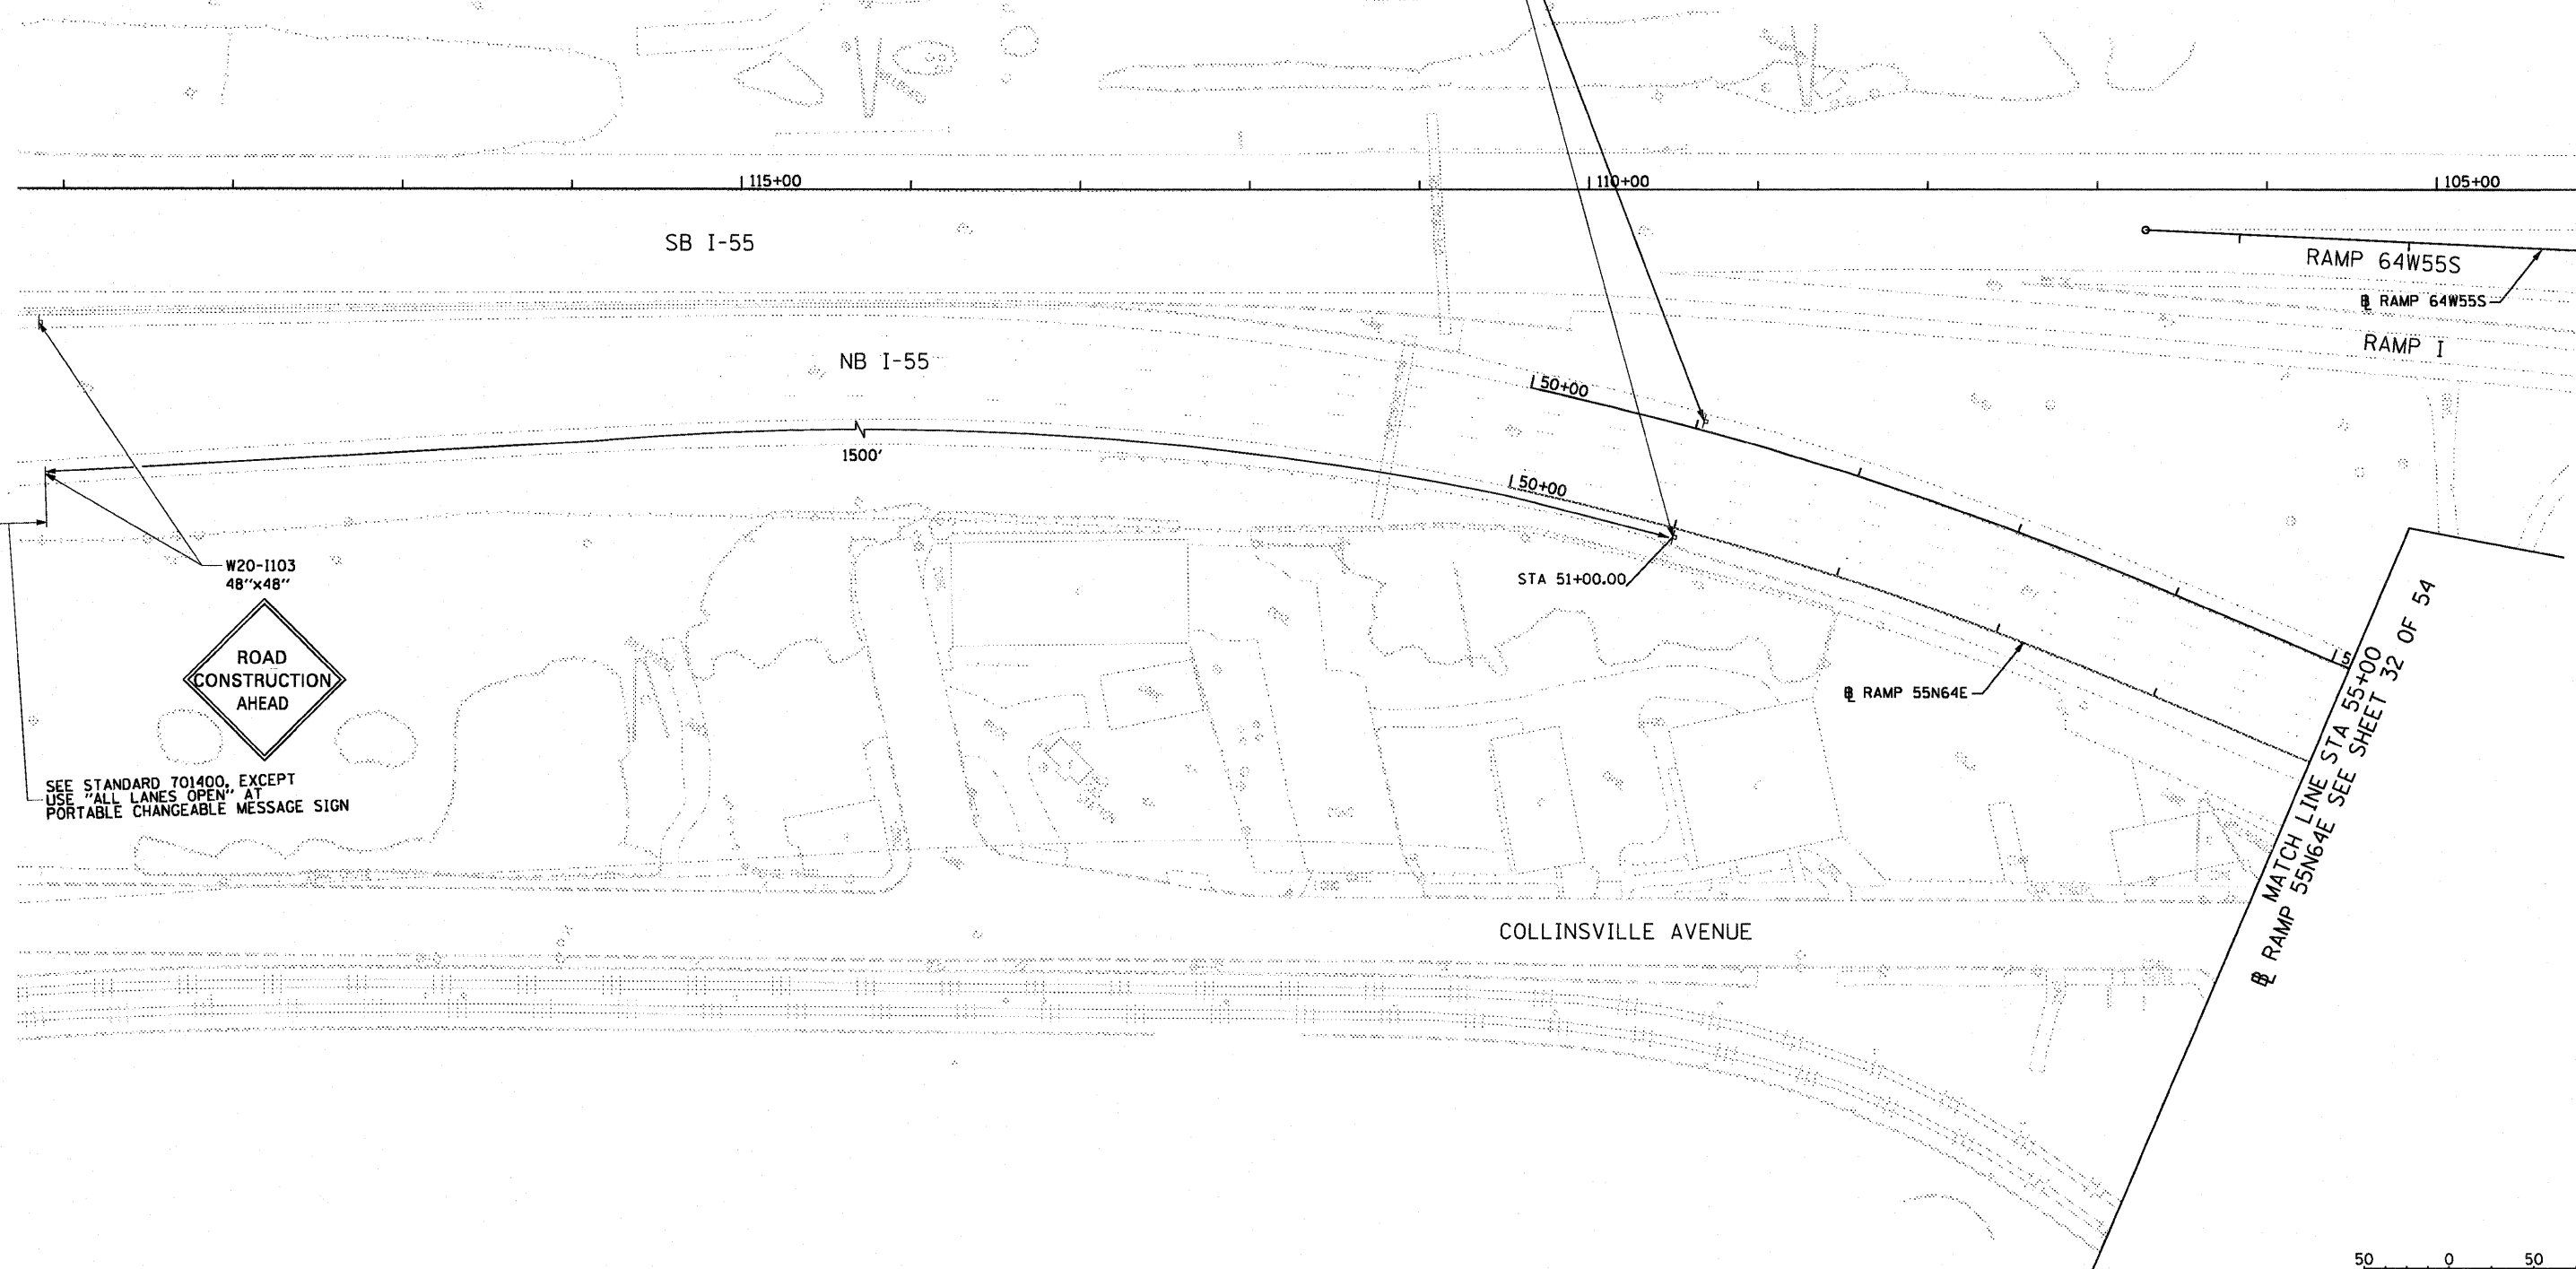 115+00
110+00
105+00
SB I-55
RAMP 64W55S
℄ RAMP 64W55S
RAMP I
NB I-55
50+00
1500'
50+00
W20-I103
48"x48"
STA 51+00.00
ROAD
CONSTRUCTION
AHEAD
℄ RAMP 55N64E
SEE STANDARD 701400, EXCEPT
USE "ALL LANES OPEN" AT
PORTABLE CHANGEABLE MESSAGE SIGN
5
MATCH LINE STA 55+00
℄ RAMP 55N64E SEE SHEET 32 OF 54
COLLINSVILLE AVENUE
50 0 50